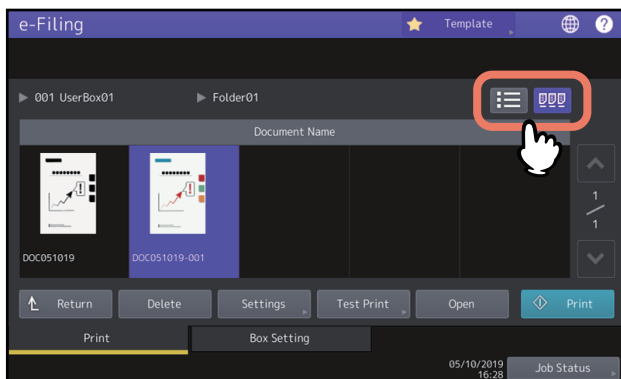 e-Filing
Template
?
001 UserBox01
Folder01
Document Name
!
!
DOC051019
DOC051019-001
1
1
Return
Delete
Settings
Test Print
Open
Print
Print
Box Setting
05/10/2019
16:28
Job Status